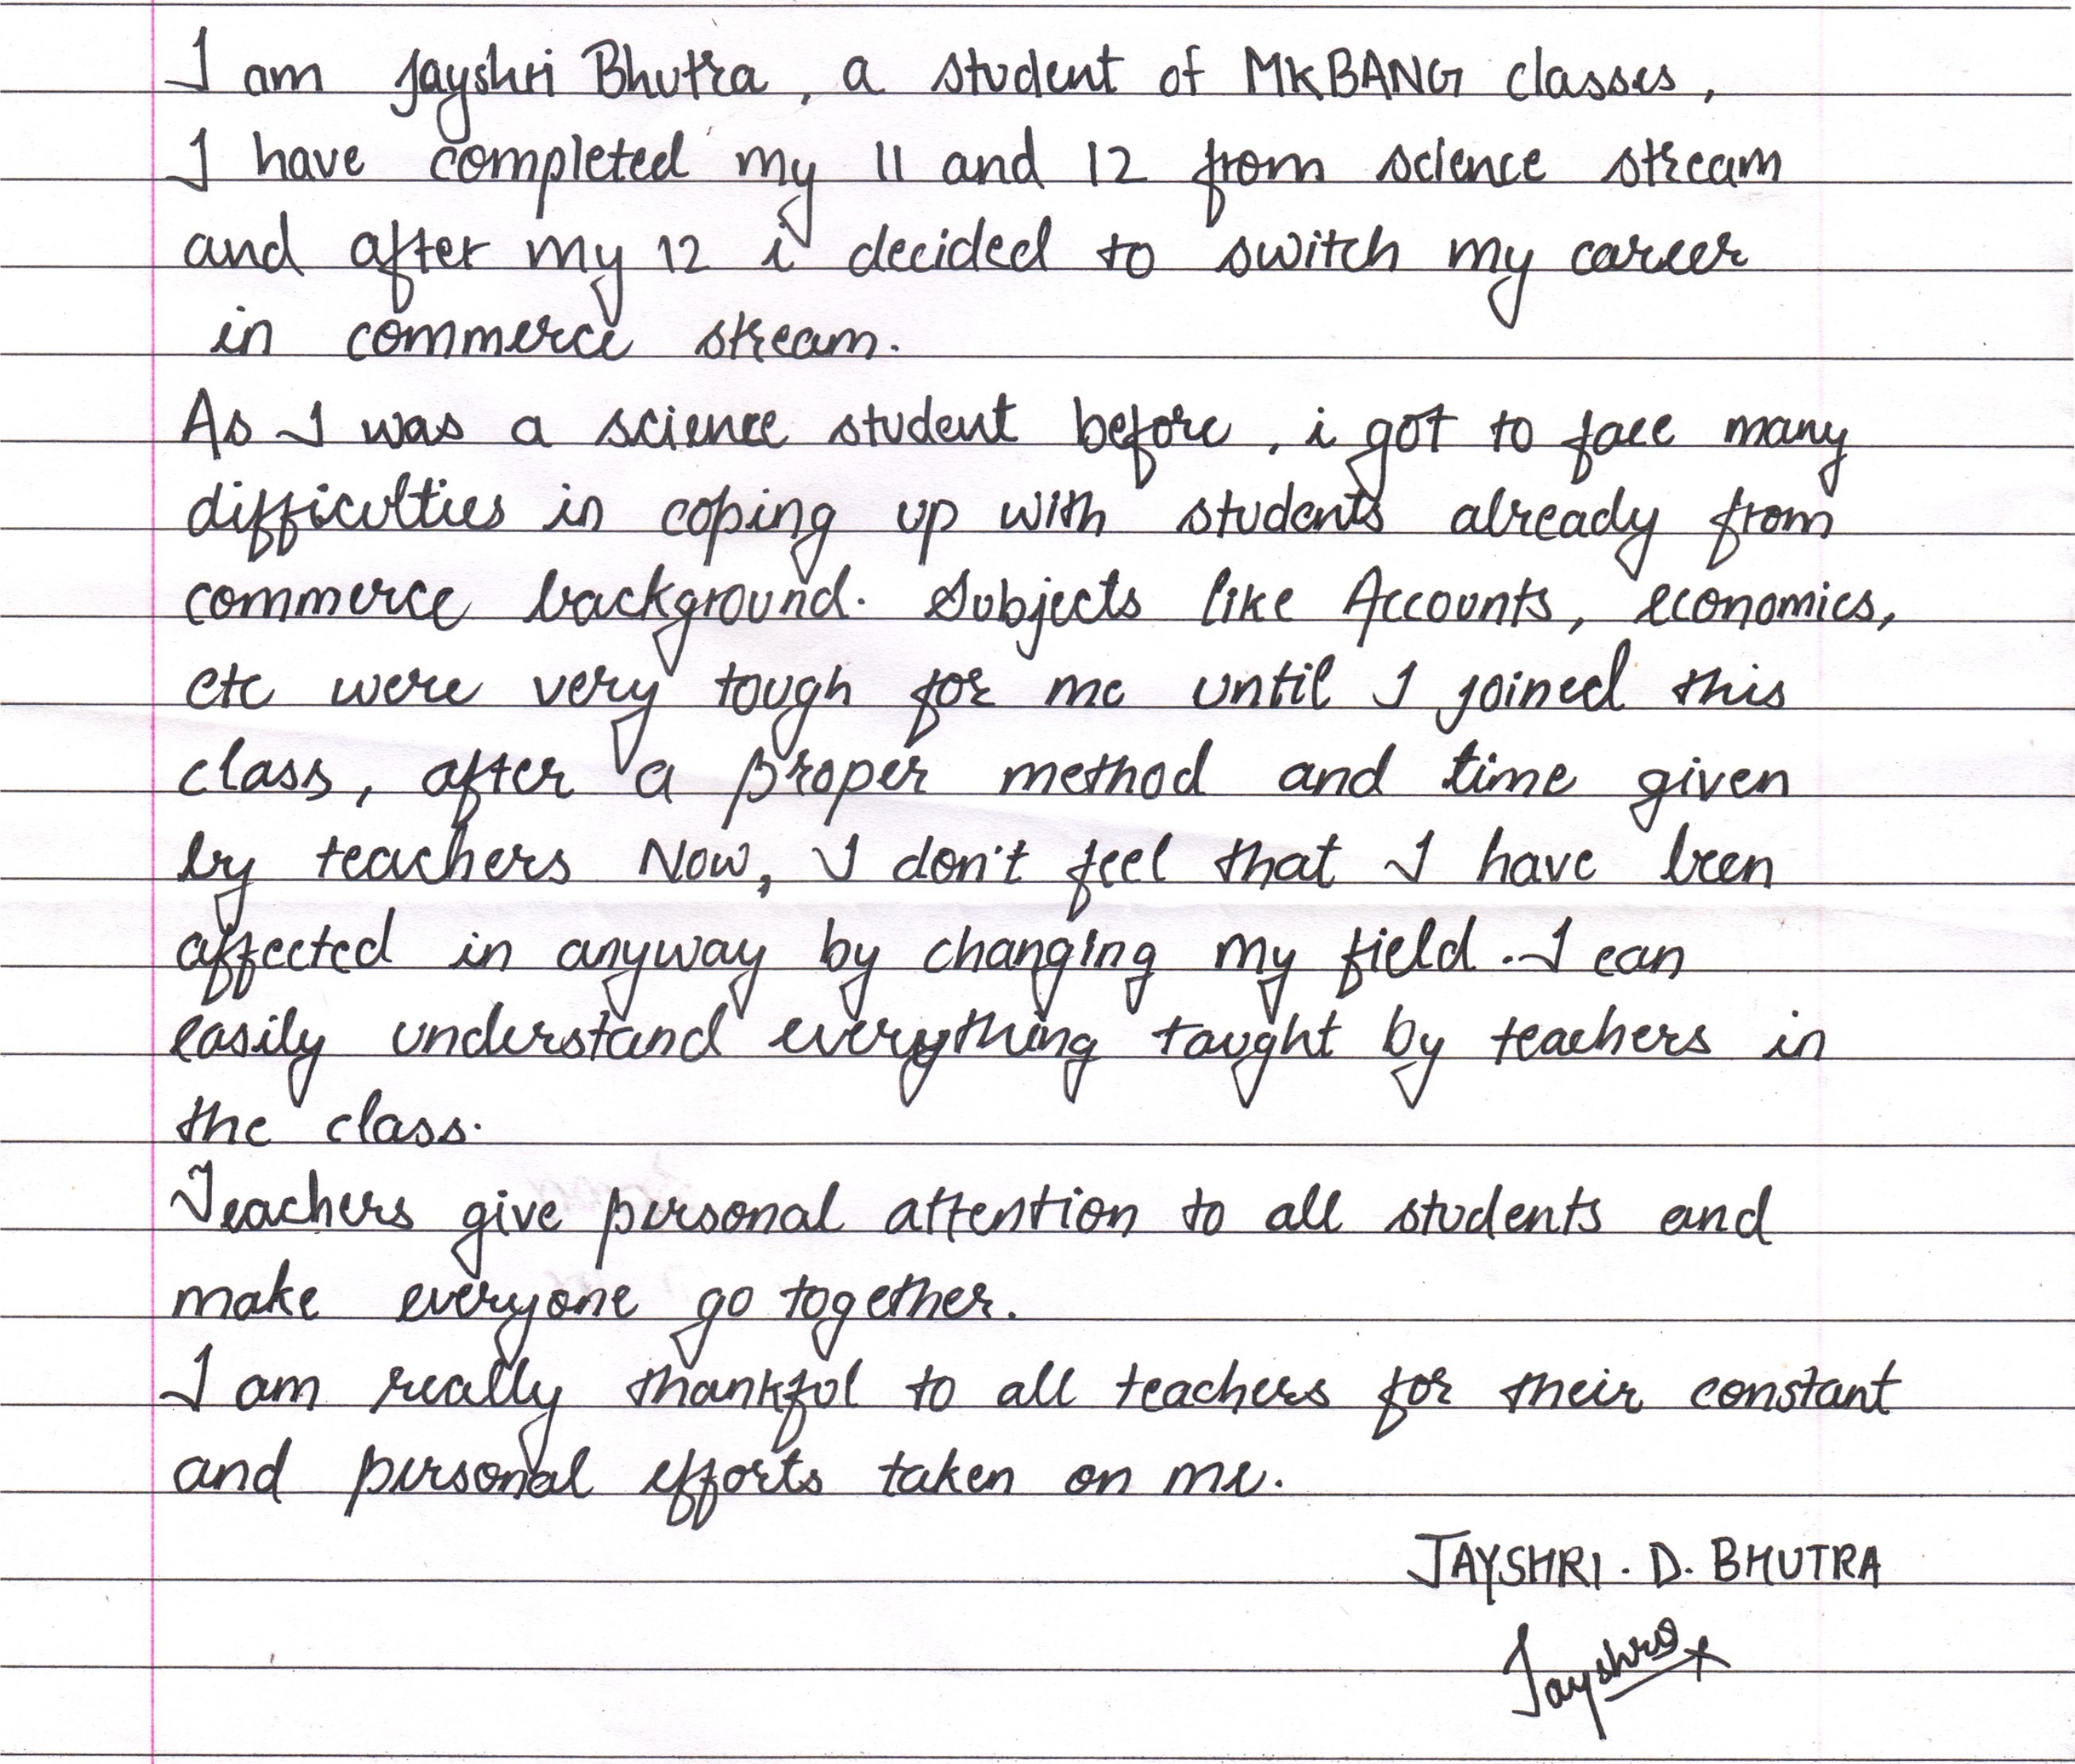 I am Jayshri Bhutra, a student of MKBANG classes,
I have completed my 11 and 12 from science stream
and after my 12 i decided to switch my career
in commerce stream.
As I was a science student before, i got to face many
difficulties in coping up with students already from
commerce background. Subjects like Accounts, economics,
etc were very tough for me until I joined this
class, after a proper method and time given
by teachers Now, I don't feel that I have been
affected in anyway by changing my field. I can
easily understand everything taught by teachers in
the class.
Teachers give personal attention to all students and
make everyone go together.
I am really thankful to all teachers for their constant
and personal efforts taken on me.
JAYSHRI. D. BHUTRA
Jayshri